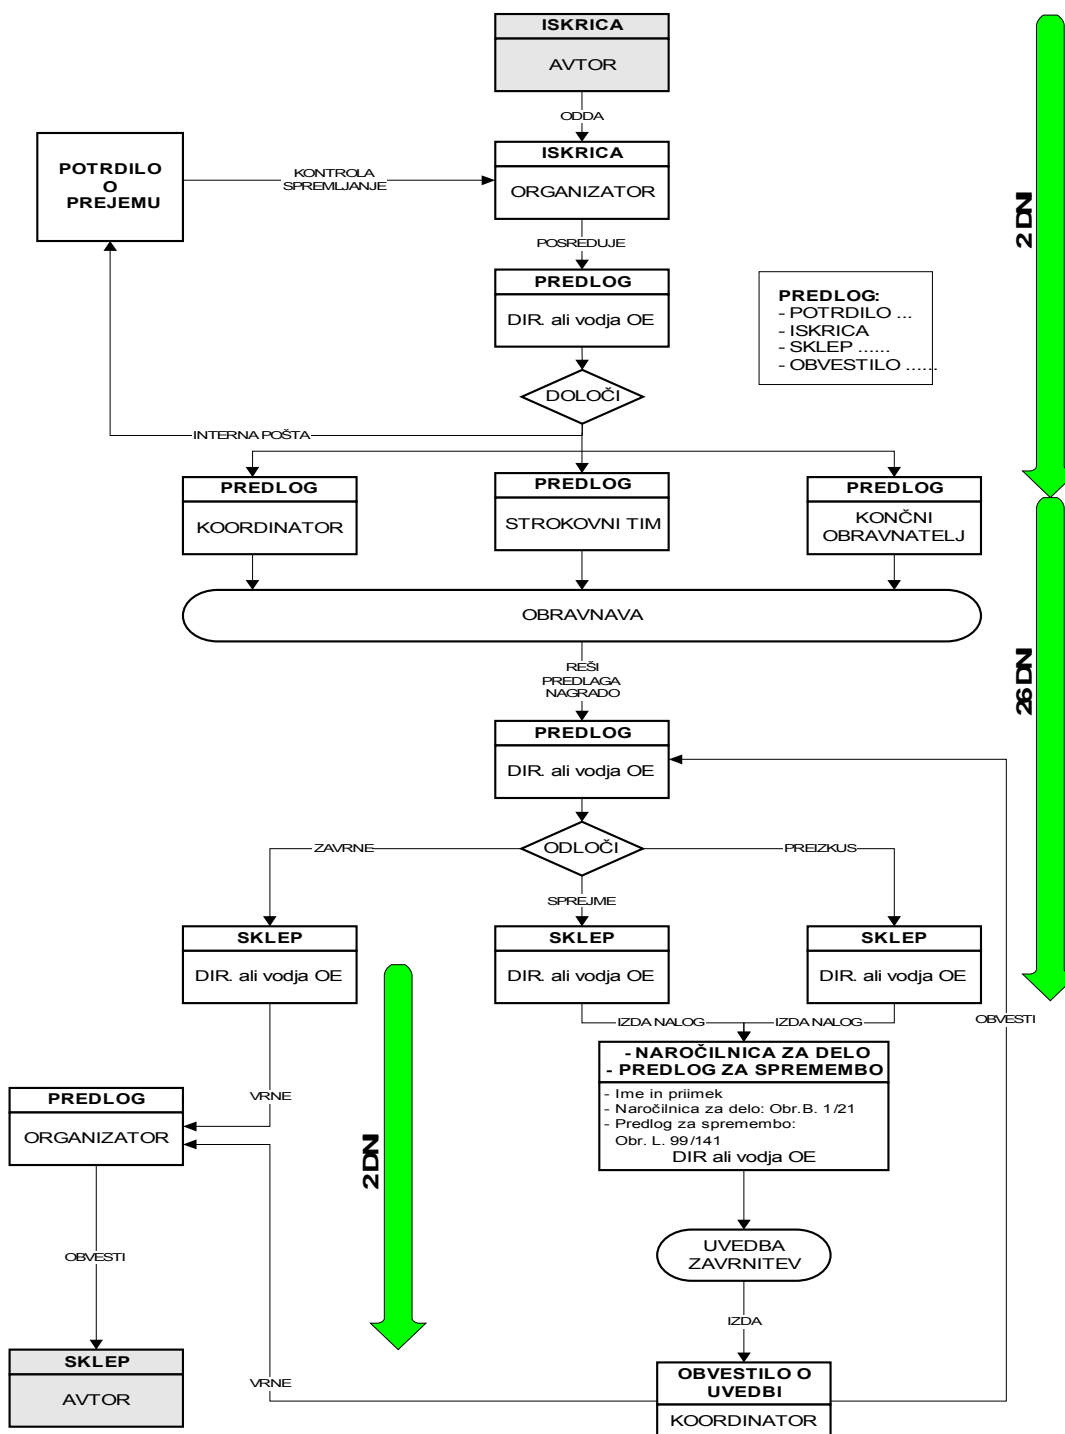 ISKRICA
AVTOR
ODDA
ISKRICA
ORGANIZATOR
POTRDILO
O
PREJEMU
KONTROLA
SPREMLJANJE
POSREDUJE
PREDLOG
DIR. ali vodja OE
PREDLOG:
- POTRDILO ...
- ISKRICA
- SKLEP ......
- OBVESTILO ......
2 DNI
DOLOČI
INTERNA POŠTA
PREDLOG
KOORDINATOR
PREDLOG
STROKOVNI TIM
PREDLOG
KONČNI
OBRAVNATELJ
OBRAVNAVA
REŠI
PREDLAGA
NAGRADO
26 DNI
PREDLOG
DIR. ali vodja OE
ODLOČI
ZAVRNE
SPREJME
PREIZKUS
SKLEP
DIR. ali vodja OE
SKLEP
DIR. ali vodja OE
SKLEP
DIR. ali vodja OE
IZDA NALOG
IZDA NALOG
OBVESTI
- NAROČILNICA ZA DELO
- PREDLOG ZA SPREMEMBO
- Ime in priimek
- Naročilnica za delo: Obr.B. 1/21
- Predlog za spremembo:
Obr. L. 99/141
DIR ali vodja OE
VRNE
PREDLOG
ORGANIZATOR
2 DNI
OBVESTI
UVEDBA
ZAVRNITEV
IZDA
SKLEP
AVTOR
VRNE
OBVESTILO O
UVEDBI
KOORDINATOR